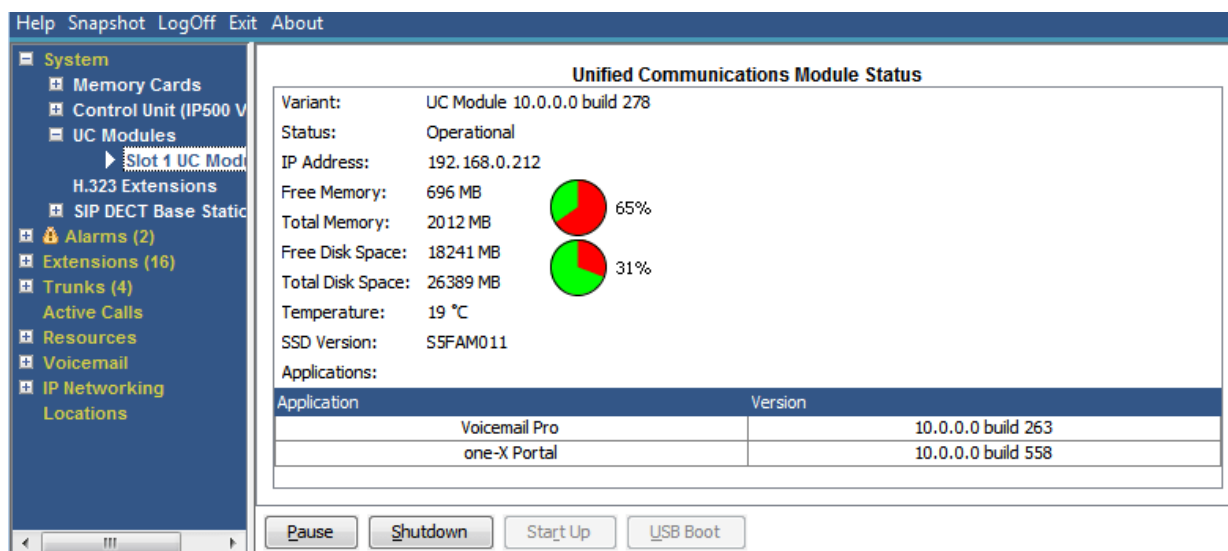 Help Snapshot LogOff Exit About
System
Memory Cards
Control Unit (IP500 V
UC Modules
Slot 1 UC Modu
H.323 Extensions
SIP DECT Base Static
Alarms (2)
Extensions (16)
Trunks (4)
Active Calls
Resources
Voicemail
IP Networking
Locations
Unified Communications Module Status
Variant: UC Module 10.0.0.0 build 278
Status: Operational
IP Address: 192.168.0.212
Free Memory: 696 MB
65%
Total Memory: 2012 MB
Free Disk Space: 18241 MB
31%
Total Disk Space: 26389 MB
Temperature: 19 °C
SSD Version: S5FAM011
Applications:
Application Version
Voicemail Pro 10.0.0.0 build 263
one-X Portal 10.0.0.0 build 558
Pause Shutdown Start Up USB Boot